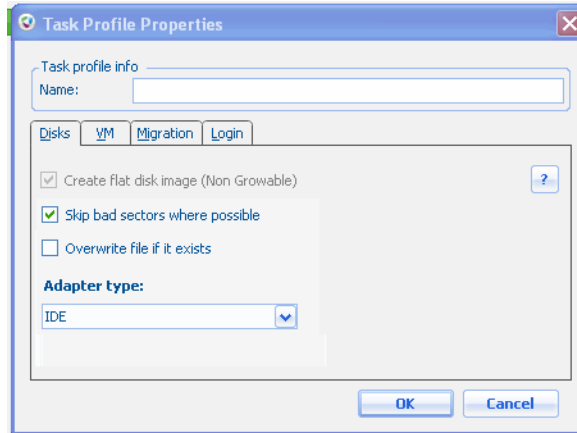 Task Profile Properties
Task profile info
Name:
Disks VM Migration Login
Create flat disk image (Non Growable)
?
Skip bad sectors where possible
Overwrite file if it exists
Adapter type:
IDE
OK Cancel